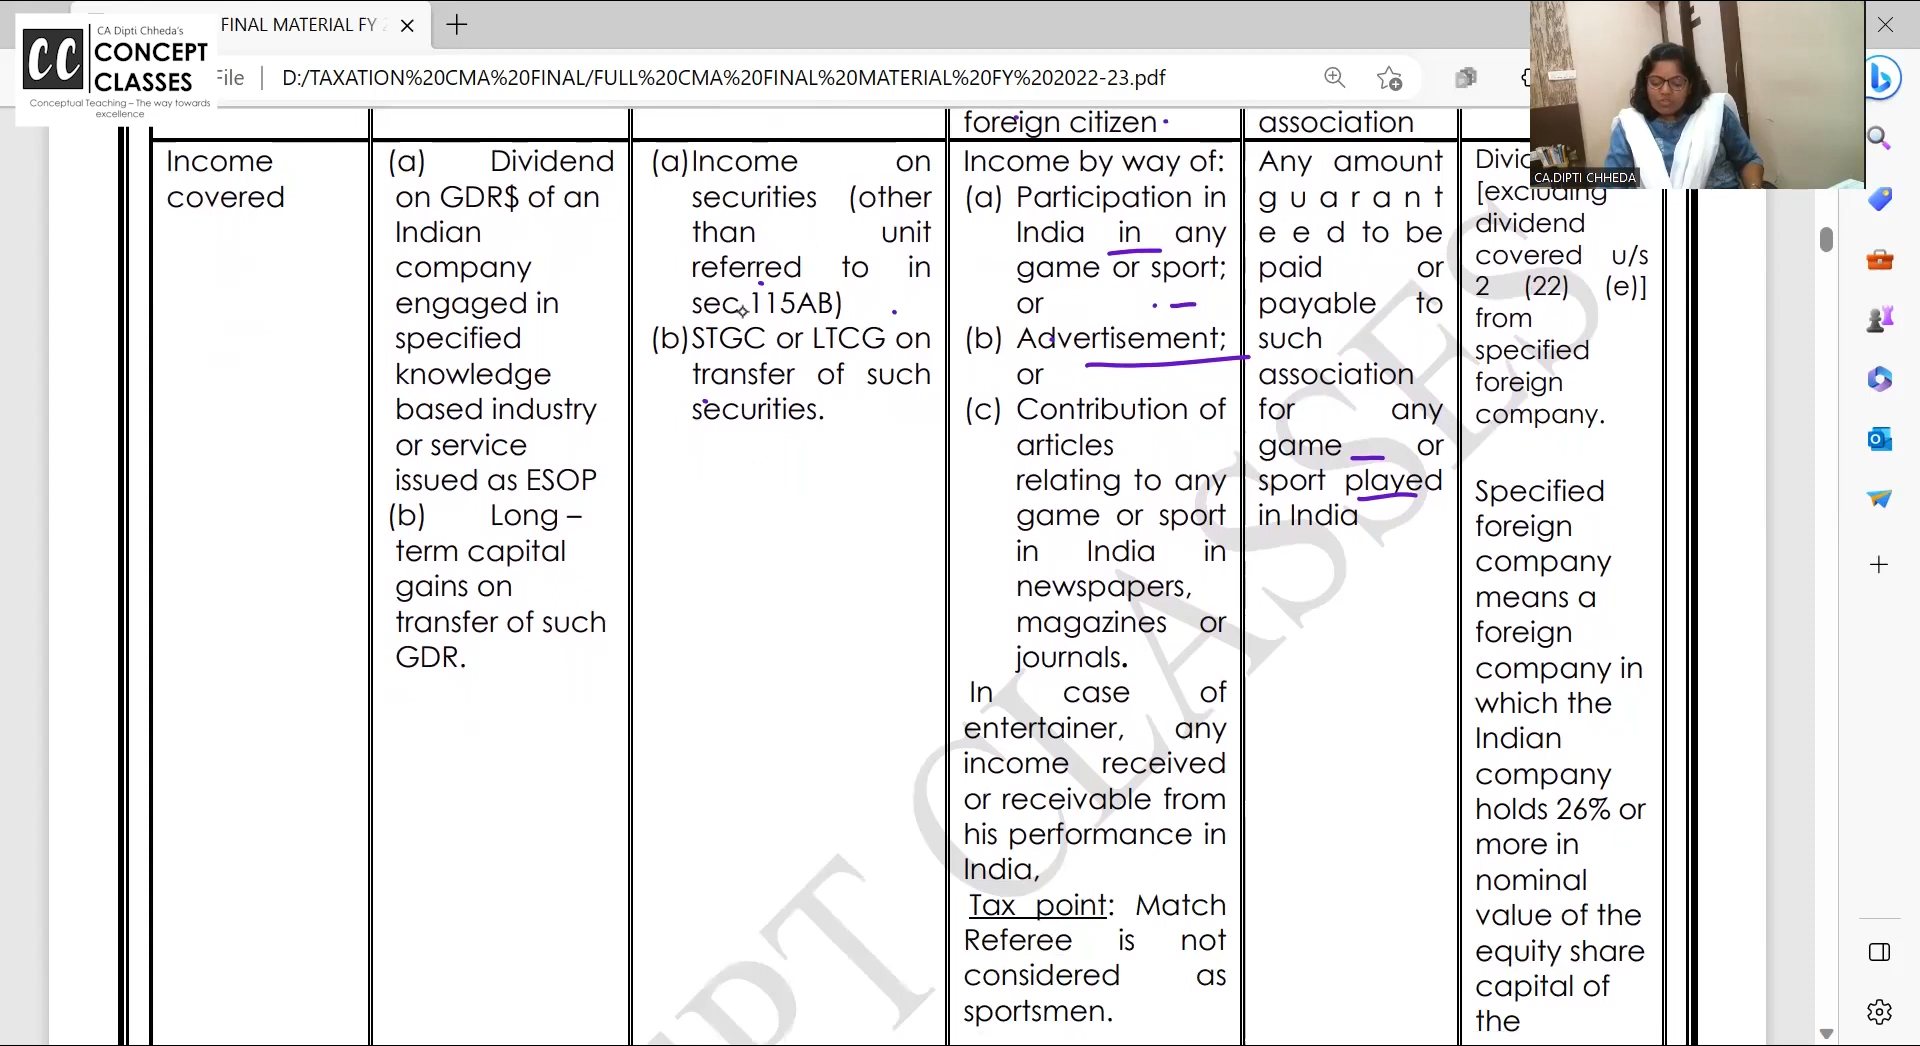 CA Dipti Chheda's
CONCEPT
CLASSES
Conceptual Teaching – The way towards
excellence
CC
FINAL MATERIAL FY 2
File
D:/TAXATION%20CMA%20FINAL/FULL%20CMA%20FINAL%20MATERIAL%20FY%202022-23.pdf
CA.DIPTI CHHEDA
foreign citizen
association
Income
covered
(a) Dividend
on GDR$ of an
Indian
company
engaged in
specified
knowledge
based industry
or service
issued as ESOP
(b) Long –
term capital
gains on
transfer of such
GDR.
(a) Income on
securities (other
than unit
referred to in
sec.115AB)
(b) STGC or LTCG on
transfer of such
securities.
Income by way of:
(a) Participation in
India in any
game or sport;
or
(b) Advertisement;
or
(c) Contribution of
articles
relating to any
game or sport
in India in
newspapers,
magazines or
journals.
In case of
entertainer, any
income received
or receivable from
his performance in
India,
Tax point: Match
Referee is not
considered as
sportsmen.
Any amount
g u a r a n t
e e d to be
paid or
payable to
such
association
for any
game or
sport played
in India
[excluding
dividend
covered u/s
2 (22) (e)]
from
specified
foreign
company.
Specified
foreign
company
means a
foreign
company in
which the
Indian
company
holds 26% or
more in
nominal
value of the
equity share
capital of
the
CEPT CLASSES